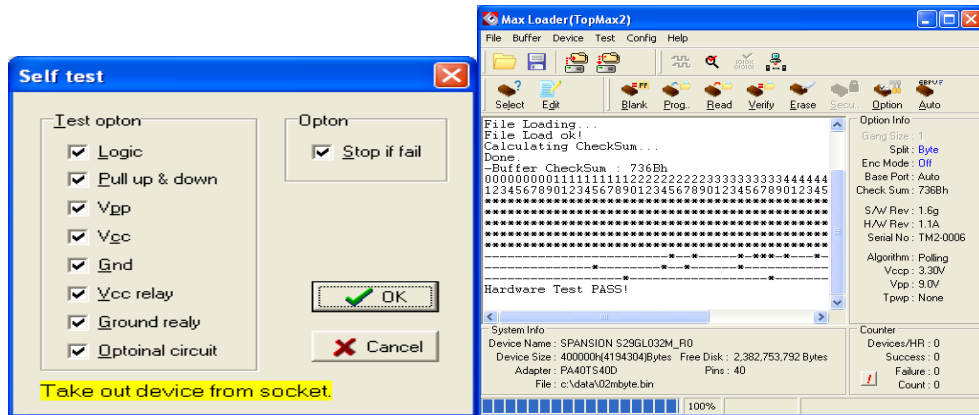 Self test
Test opton
Logic
Pull up & down
Vpp
Vcc
Gnd
Vcc relay
Ground realy
Optoinal circuit
Opton
Stop if fail
OK
Cancel
Take out device from socket.
Max Loader(TopMax2)
File Buffer Device Test Config Help
Select Edit Blank Prog.. Read Verify Erase Secu.. Option Auto
File Loading...
File Load ok!
Calculating CheckSum...
Done.
-Buffer CheckSum : 736Bh
000000000111111111122222222223333333333444444
123456789012345678901234567890123456789012345
*********************************************
*********************************************
*********************************************
*********************************************
*********************************************
Hardware Test PASS!
Option Info
Gang Size : 1
Split : Byte
Enc Mode : Off
Base Port : Auto
Check Sum : 736Bh
S/W Rev : 1.6g
H/W Rev : 1.1A
Serial No : TM2-0006
Algorithm : Polling
Vccp : 3.30V
Vpp : 9.0V
Tpwp : None
System Info
Device Name : SPANSION S29GL032M_R0
Device Size : 400000h(4194304)Bytes Free Disk : 2,382,753,792 Bytes
Adapter : PA40TS40D Pins : 40
File : c:\data\02mbyte.bin
Counter
Devices/HR : 0
Success : 0
Failure : 0
Count : 0
100%